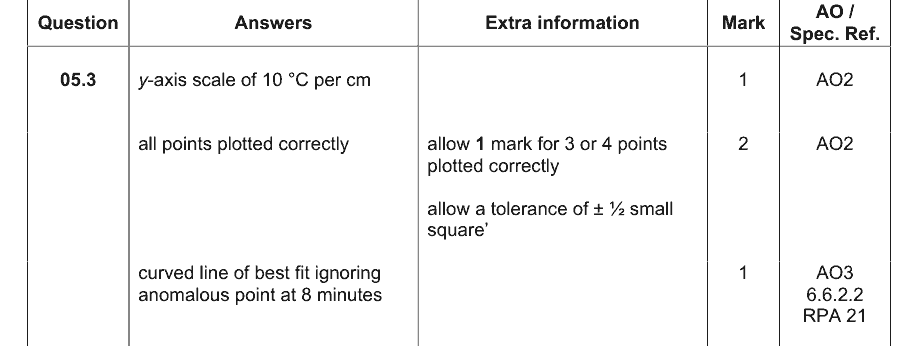 Question Answers Extra information Mark AO /
Spec. Ref.
05.3 y-axis scale of 10 °C per cm 1 AO2
all points plotted correctly allow 1 mark for 3 or 4 points 2 AO2
plotted correctly
allow a tolerance of ± ½ small
square’
curved line of best fit ignoring 1 AO3
anomalous point at 8 minutes 6.6.2.2
RPA 21